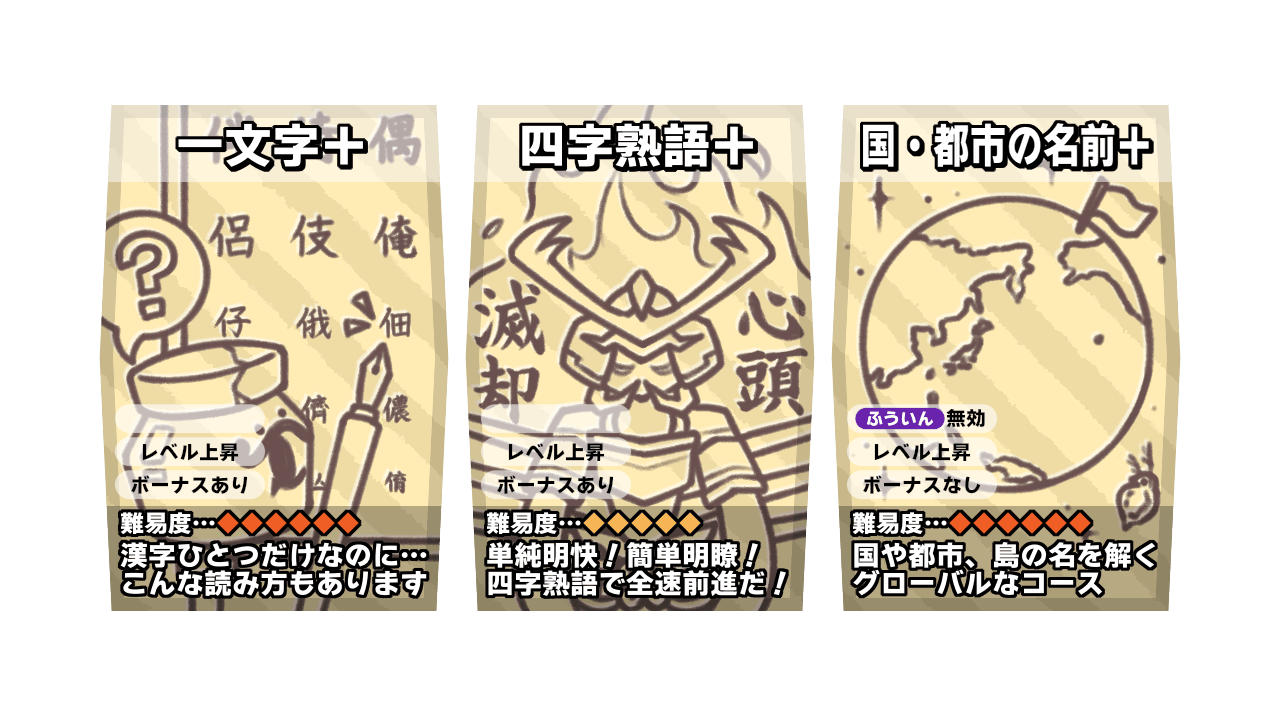 一文字＋
偶
侶 伎 俺
仔 俄 佃
儕 儂
脩
レベル上昇
ボーナスあり
難易度…◆◆◆◆◆◆
漢字ひとつだけなのに…
こんな読み方もあります
四字熟語＋
心頭
滅却
レベル上昇
ボーナスあり
難易度…◆◆◆◆◆
単純明快！簡単明瞭！
四字熟語で全速前進だ！
国・都市の名前＋
ふういん 無効
レベル上昇
ボーナスなし
難易度…◆◆◆◆◆◆
国や都市、島の名を解く
グローバルなコース